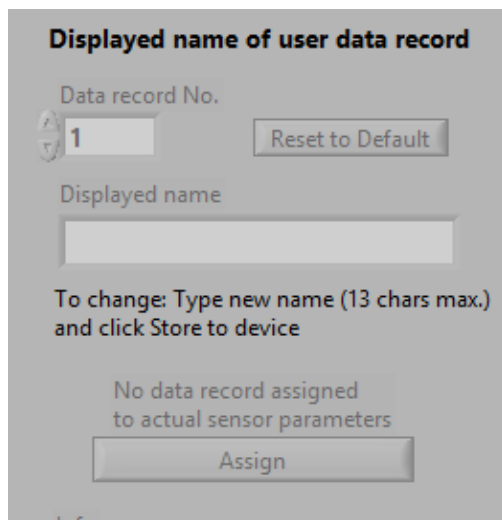 Displayed name of user data record
Data record No.
1
Reset to Default
Displayed name
To change: Type new name (13 chars max.)
and click Store to device
No data record assigned
to actual sensor parameters
Assign